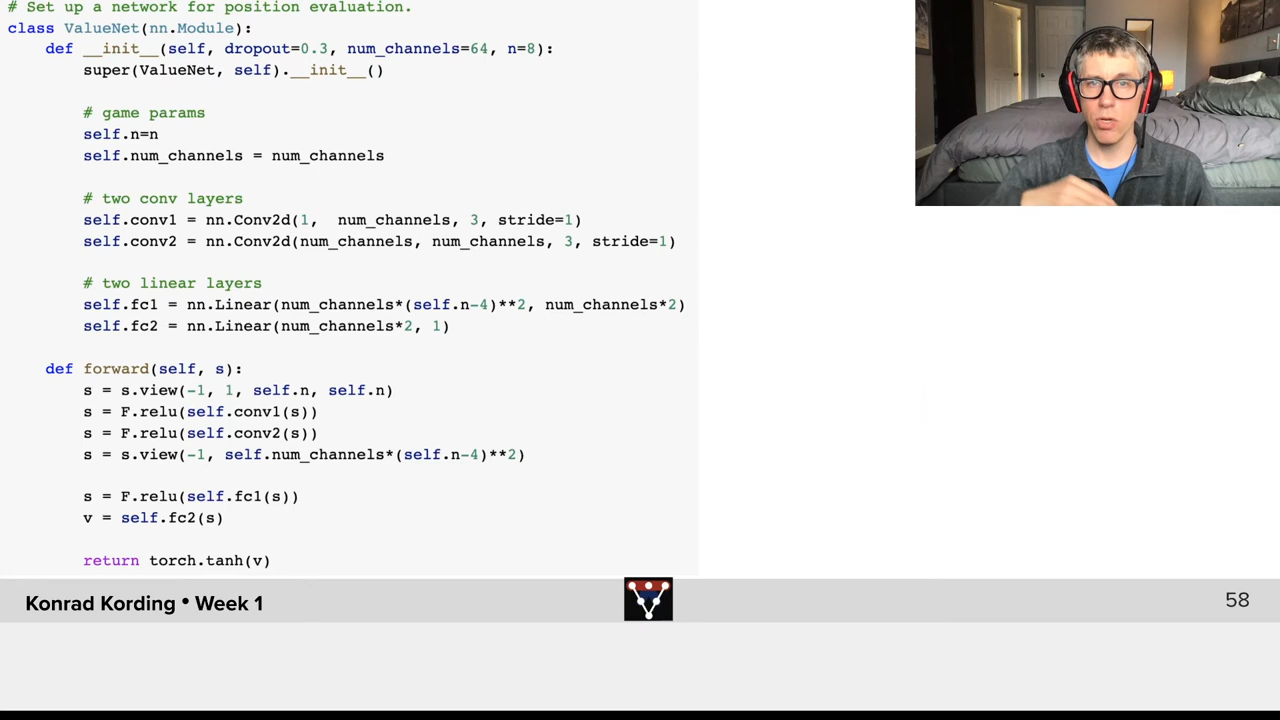 # Set up a network for position evaluation.
class ValueNet(nn.Module):
    def __init__(self, dropout=0.3, num_channels=64, n=8):
        super(ValueNet, self).__init__()
        # game params
        self.n=n
        self.num_channels = num_channels
        # two conv layers
        self.conv1 = nn.Conv2d(1,  num_channels, 3, stride=1)
        self.conv2 = nn.Conv2d(num_channels, num_channels, 3, stride=1)
        # two linear layers
        self.fc1 = nn.Linear(num_channels*(self.n-4)**2, num_channels*2)
        self.fc2 = nn.Linear(num_channels*2, 1)
    def forward(self, s):
        s = s.view(-1, 1, self.n, self.n)
        s = F.relu(self.conv1(s))
        s = F.relu(self.conv2(s))
        s = s.view(-1, self.num_channels*(self.n-4)**2)
        s = F.relu(self.fc1(s))
        v = self.fc2(s)
        return torch.tanh(v)
Konrad Kording • Week 1
58